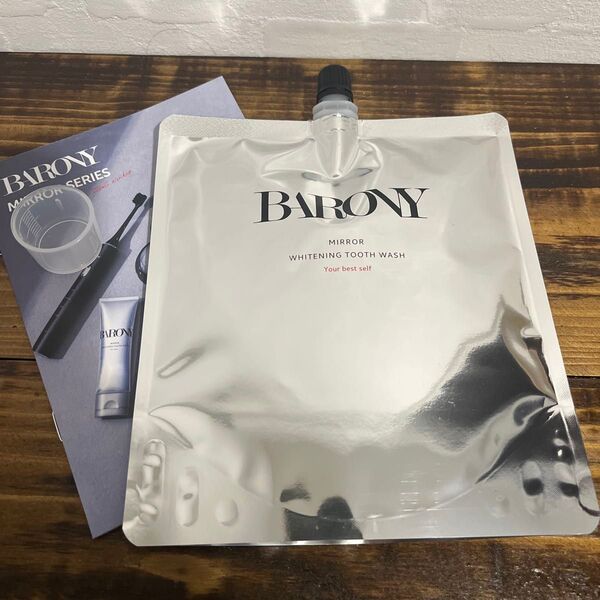 BARONY
MIRROR
WHITENING TOOTH WASH
Your best self
BARONY
MIRROR SERIES
BARONY